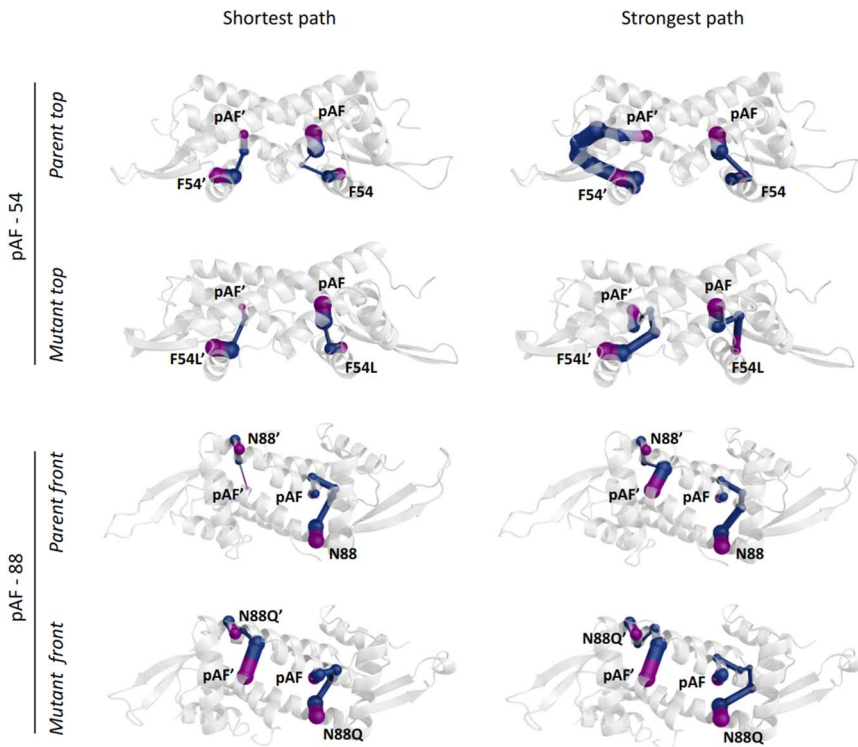 Shortest path
Strongest path
pAF - 54
Parent top
pAF'
pAF
F54'
F54
pAF'
pAF
F54'
F54
Mutant top
pAF'
pAF
F54L'
F54L
pAF'
pAF
F54L'
F54L
pAF - 88
Parent front
N88'
pAF'
pAF
N88
N88'
pAF'
pAF
N88
Mutant front
N88Q'
pAF'
pAF
N88Q
N88Q'
pAF'
pAF
N88Q